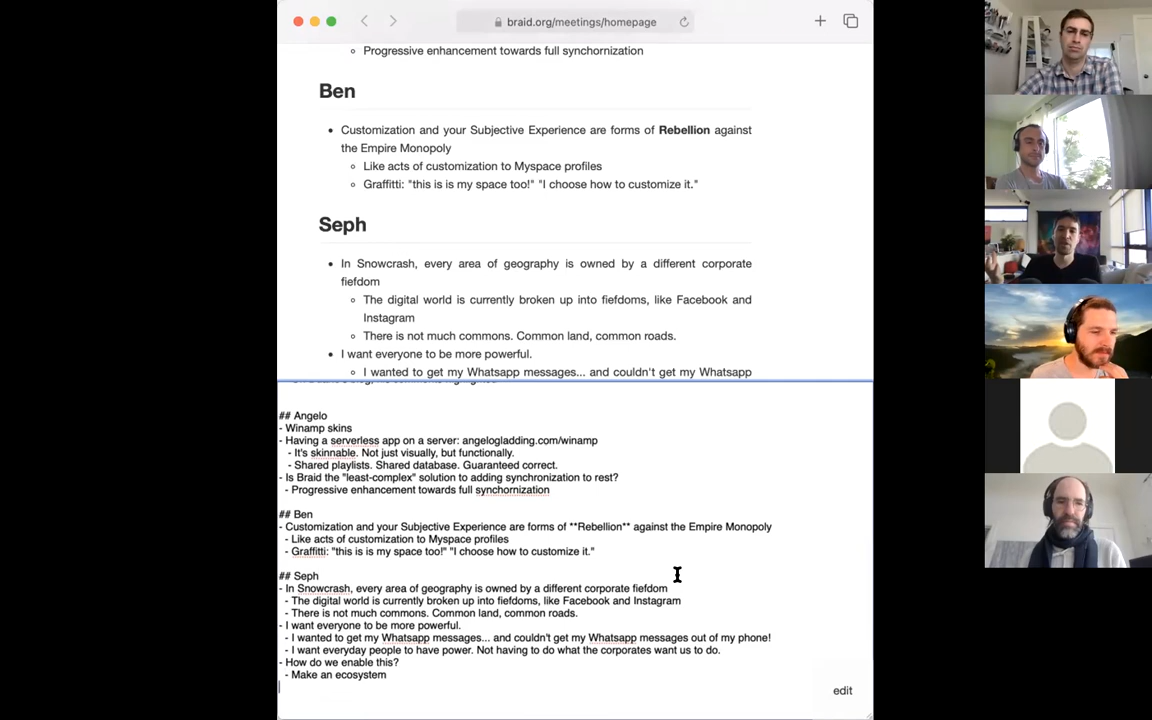 braid.org/meetings/homepage
Progressive enhancement towards full synchornization
Ben
Customization and your Subjective Experience are forms of Rebellion against
the Empire Monopoly
Like acts of customization to Myspace profiles
Graffitti: "this is is my space too!" "I choose how to customize it."
Seph
In Snowcrash, every area of geography is owned by a different corporate
fiefdom
The digital world is currently broken up into fiefdoms, like Facebook and
Instagram
There is not much commons. Common land, common roads.
I want everyone to be more powerful.
I wanted to get my Whatsapp messages... and couldn't get my Whatsapp
## Angelo
- Winamp skins
- Having a serverless app on a server: angelogladding.com/winamp
- It's skinnable. Not just visually, but functionally.
- Shared playlists. Shared database. Guaranteed correct.
- Is Braid the "least-complex" solution to adding synchronization to rest?
- Progressive enhancement towards full synchornization
## Ben
- Customization and your Subjective Experience are forms of **Rebellion** against the Empire Monopoly
- Like acts of customization to Myspace profiles
- Graffitti: "this is is my space too!" "I choose how to customize it."
## Seph
- In Snowcrash, every area of geography is owned by a different corporate fiefdom
- The digital world is currently broken up into fiefdoms, like Facebook and Instagram
- There is not much commons. Common land, common roads.
- I want everyone to be more powerful.
- I wanted to get my Whatsapp messages... and couldn't get my Whatsapp messages out of my phone!
- I want everyday people to have power. Not having to do what the corporates want us to do.
- How do we enable this?
- Make an ecosystem
edit